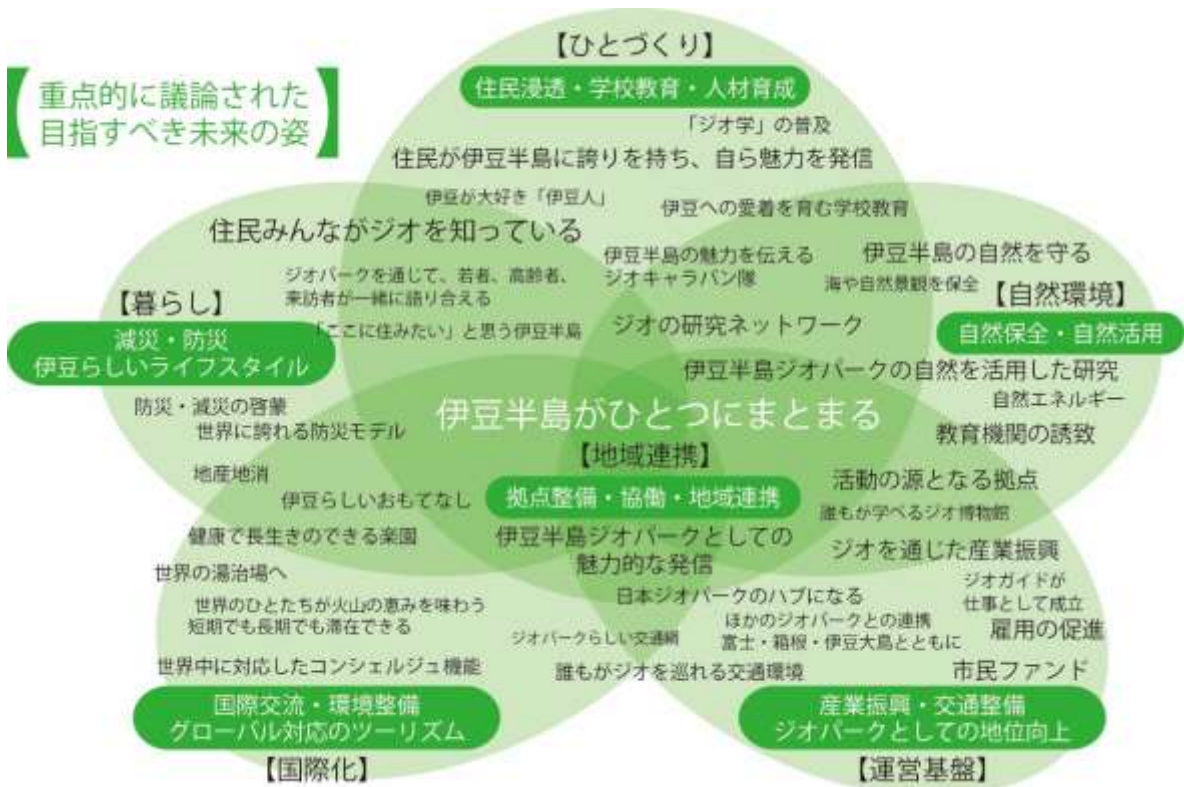 【ひとづくり】
住民浸透・学校教育・人材育成
重点的に議論された
目指すべき未来の姿
「ジオ学」の普及
住民が伊豆半島に誇りを持ち、自ら魅力を発信
伊豆が大好き「伊豆人」
伊豆への愛着を育む学校教育
住民みんながジオを知っている
伊豆半島の魅力を伝える
ジオキャラバン隊
伊豆半島の自然を守る
海や自然景観を保全
ジオパークを通じて、若者、高齢者、
来訪者が一緒に語り合える
【暮らし】
減災・防災
伊豆らしいライフスタイル
「ここに住みたい」と思う伊豆半島
ジオの研究ネットワーク
【自然環境】
自然保全・自然活用
伊豆半島ジオパークの自然を活用した研究
自然エネルギー
教育機関の誘致
防災・減災の啓蒙
世界に誇れる防災モデル
伊豆半島がひとつにまとまる
【地域連携】
拠点整備・協働・地域連携
伊豆半島ジオパークとしての
魅力的な発信
地産地消
伊豆らしいおもてなし
健康で長生きのできる楽園
活動の源となる拠点
誰もが学べるジオ博物館
ジオを通じた産業振興
世界の湯治場へ
世界のひとたちが火山の恵みを味わう
短期でも長期でも滞在できる
日本ジオパークのハブになる
ほかのジオパークとの連携
富士・箱根・伊豆大島とともに
ジオガイドが
仕事として成立
雇用の促進
ジオパークらしい交通網
世界中に対応したコンシェルジュ機能
誰もがジオを巡れる交通環境
市民ファンド
国際交流・環境整備
グローバル対応のツーリズム
【国際化】
産業振興・交通整備
ジオパークとしての地位向上
【運営基盤】